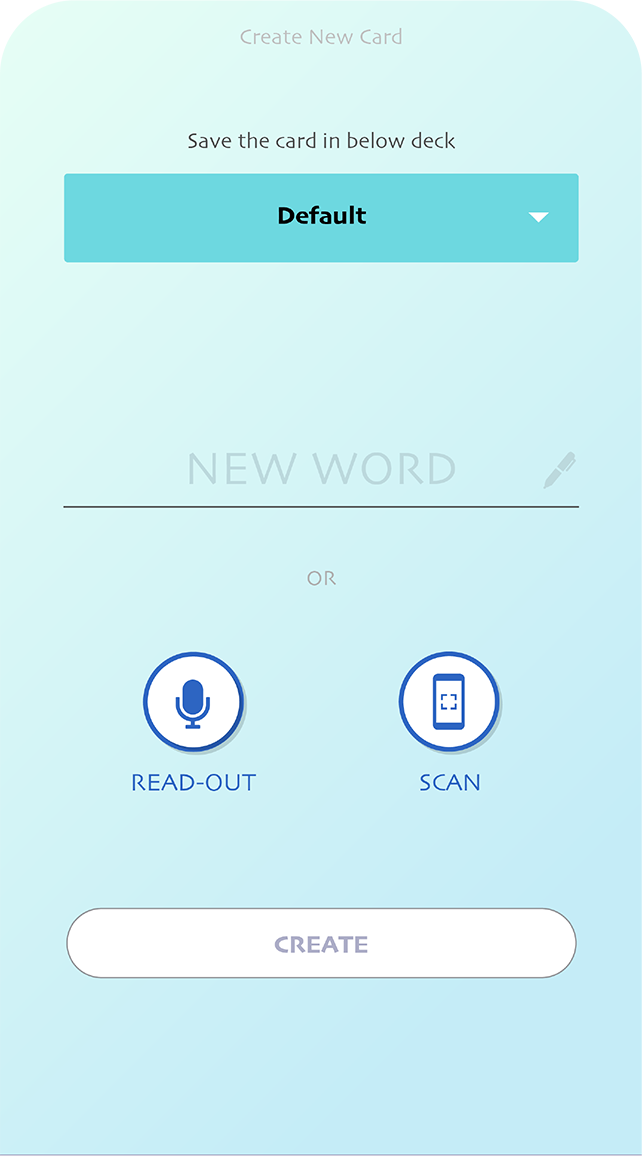 Create New Card
Save the card in below deck
Default
NEW WORD
OR
READ-OUT
SCAN
CREATE